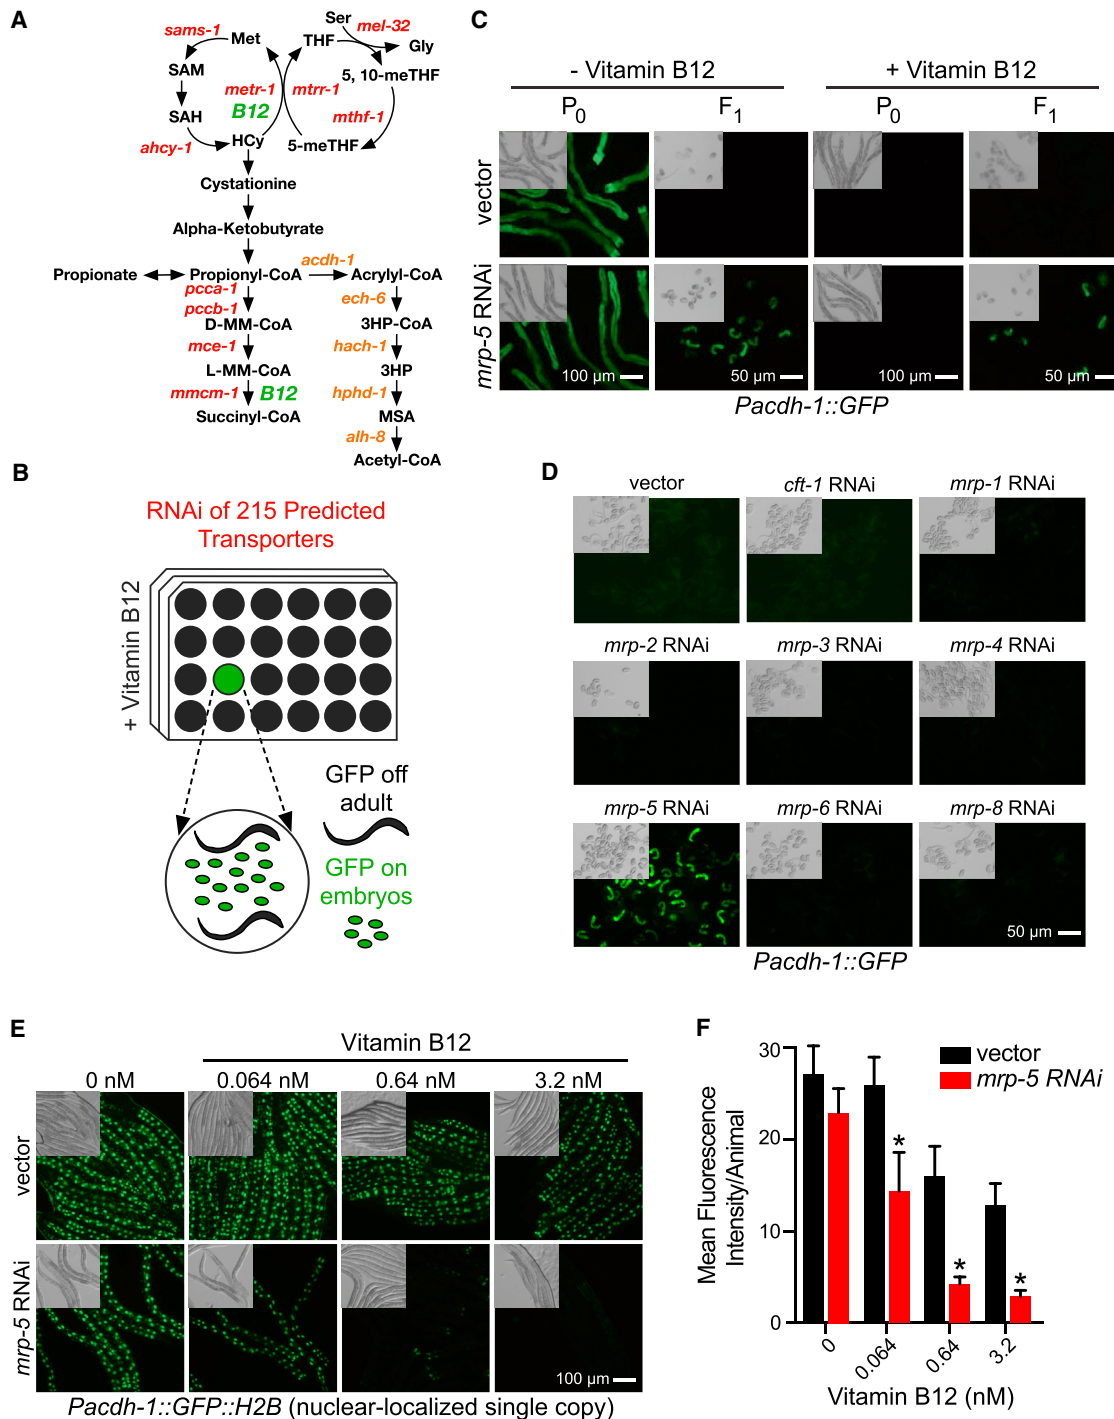 A
sams-1
Met
Ser
mel-32
THF
Gly
SAM
5, 10-meTHF
metr-1
mtrr-1
B12
mthf-1
SAH
ahcy-1
HCy
5-meTHF
Cystationine
Alpha-Ketobutyrate
acdh-1
Propionate
Propionyl-CoA
Acrylyl-CoA
pcca-1
pccb-1
ech-6
D-MM-CoA
3HP-CoA
mce-1
hach-1
L-MM-CoA
3HP
mmcm-1
B12
hphd-1
Succinyl-CoA
MSA
alh-8
Acetyl-CoA
B
RNAi of 215 Predicted
Transporters
+ Vitamin B12
GFP off
adult
GFP on
embryos
C
- Vitamin B12
+ Vitamin B12
P0
F1
P0
F1
vector
mrp-5 RNAi
100 µm
50 µm
100 µm
50 µm
Pacdh-1::GFP
D
vector
cft-1 RNAi
mrp-1 RNAi
mrp-2 RNAi
mrp-3 RNAi
mrp-4 RNAi
mrp-5 RNAi
mrp-6 RNAi
mrp-8 RNAi
50 µm
Pacdh-1::GFP
E
Vitamin B12
0 nM
0.064 nM
0.64 nM
3.2 nM
vector
mrp-5 RNAi
100 µm
Pacdh-1::GFP::H2B (nuclear-localized single copy)
F
Mean Fluorescence
Intensity/Animal
30
20
10
0
vector
mrp-5 RNAi
*
*
*
0
0.064
0.64
3.2
Vitamin B12 (nM)